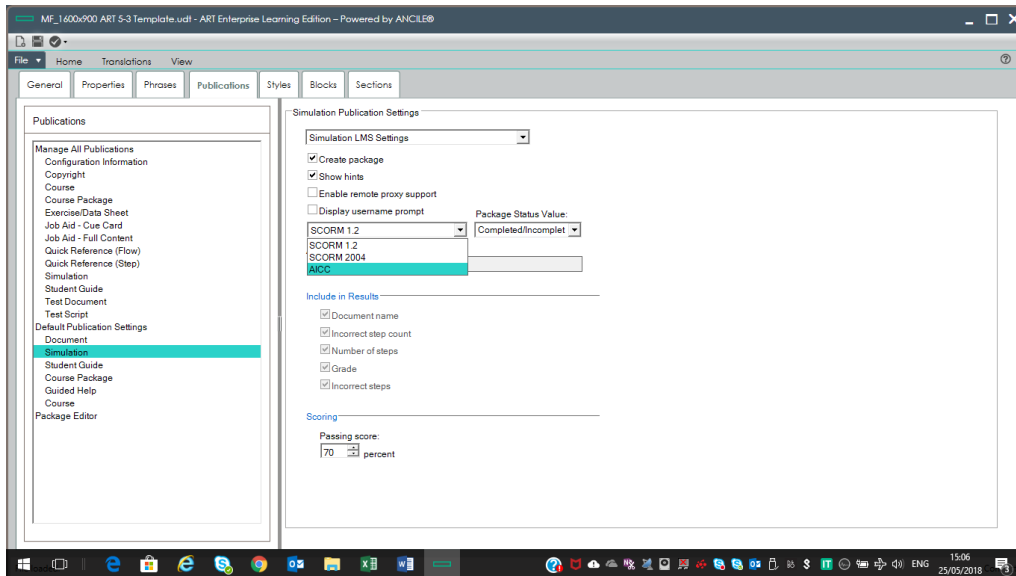 MF_1600x900 ART 5-3 Template.udt - ART Enterprise Learning Edition – Powered by ANCILE®
File Home Translations View
General Properties Phrases Publications Styles Blocks Sections
Publications
Manage All Publications
Configuration Information
Copyright
Course
Course Package
Exercise/Data Sheet
Job Aid - Cue Card
Job Aid - Full Content
Quick Reference (Flow)
Quick Reference (Step)
Simulation
Student Guide
Test Document
Test Script
Default Publication Settings
Document
Simulation
Student Guide
Course Package
Guided Help
Course
Package Editor
Simulation Publication Settings
Simulation LMS Settings
Create package
Show hints
Enable remote proxy support
Display username prompt
Package Status Value:
SCORM 1.2
Completed/Incomplet
SCORM 1.2
SCORM 2004
AICC
Include in Results
Document name
Incorrect step count
Number of steps
Grade
Incorrect steps
Scoring
Passing score:
70 percent
ENG
15:06
25/05/2018